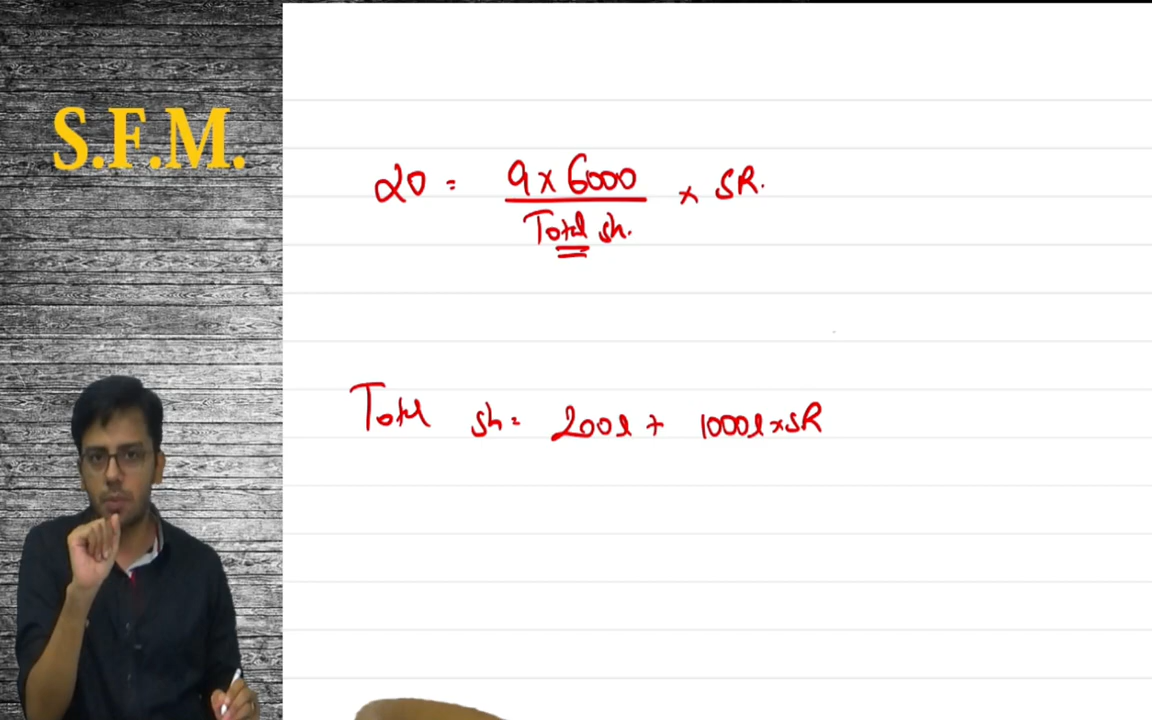 S.F.M.
20 = 9 x 6000 / Total sh. x SR.
Total sh = 200l + 1000l x SR